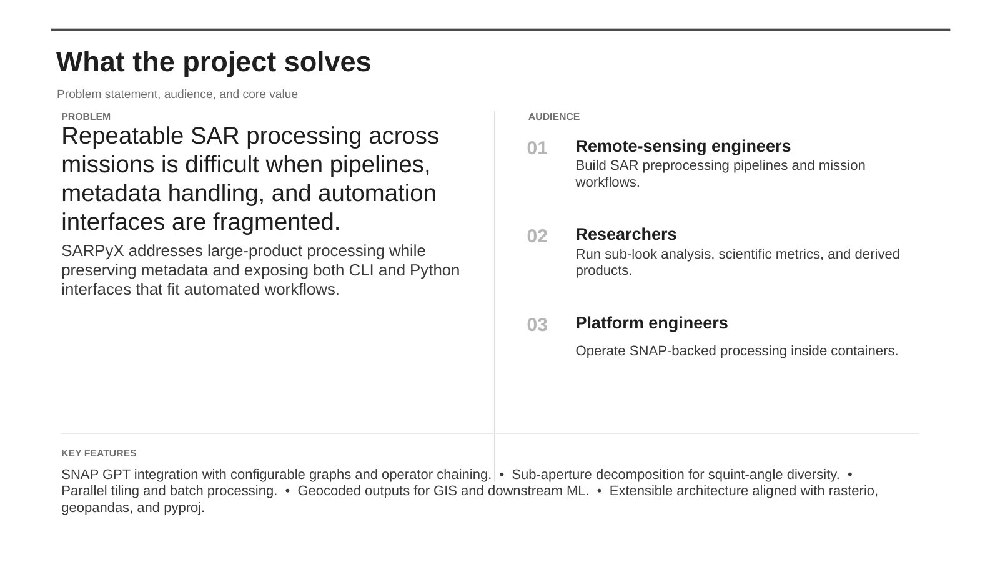 What the project solves
Problem statement, audience, and core value
PROBLEM
Repeatable SAR processing across
missions is difficult when pipelines,
metadata handling, and automation
interfaces are fragmented.
SARPyX addresses large-product processing while
preserving metadata and exposing both CLI and Python
interfaces that fit automated workflows.
AUDIENCE
01 Remote-sensing engineers
Build SAR preprocessing pipelines and mission
workflows.
02 Researchers
Run sub-look analysis, scientific metrics, and derived
products.
03 Platform engineers
Operate SNAP-backed processing inside containers.
KEY FEATURES
SNAP GPT integration with configurable graphs and operator chaining. • Sub-aperture decomposition for squint-angle diversity. •
Parallel tiling and batch processing. • Geocoded outputs for GIS and downstream ML. • Extensible architecture aligned with rasterio,
geopandas, and pyproj.